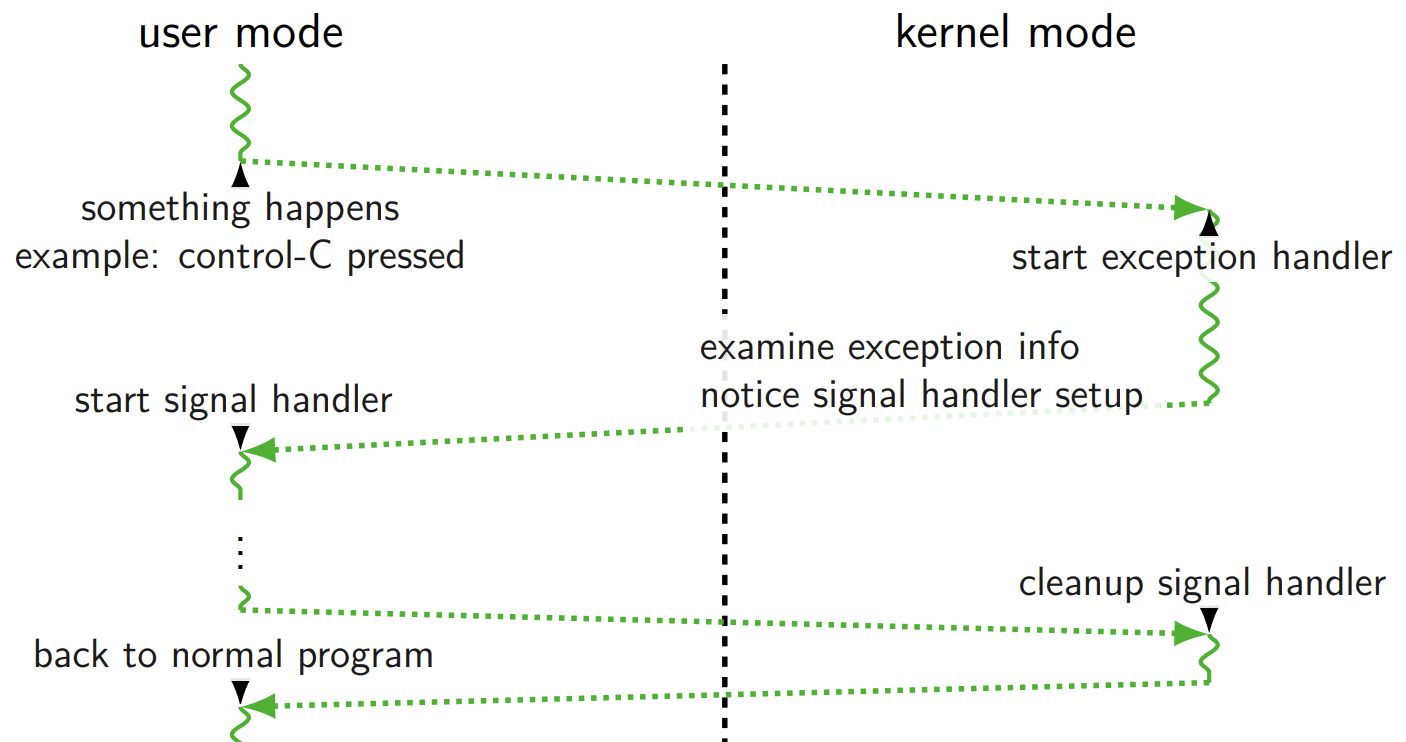 user mode
kernel mode
something happens
example: control-C pressed
start exception handler
examine exception info
notice signal handler setup
start signal handler
⋮
cleanup signal handler
back to normal program